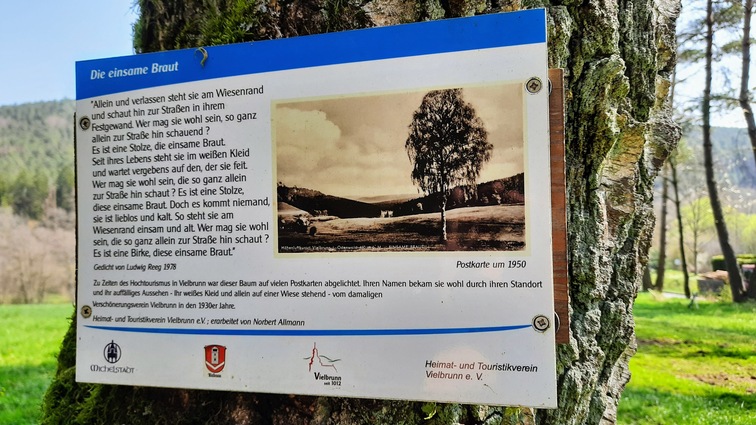 Die einsame Braut
"Allein und verlassen steht sie am Wiesenrand
und schaut hin zur Straßen in ihrem
Festgewand. Wer mag sie wohl sein, so ganz
allein zur Straße hin schauend ?
Es ist eine Stolze, die einsame Braut.
Seit ihres Lebens steht sie im weißen Kleid
und wartet vergebens auf den, der sie feit.
Wer mag sie wohl sein, die so ganz allein
zur Straße hin schaut ? Es ist eine Stolze,
diese einsame Braut. Doch es kommt niemand,
sie ist lieblos und kalt. So steht sie am
Wiesenrand einsam und alt. Wer mag sie wohl
sein, die so ganz allein zur Straße hin schaut ?
Es ist eine Birke, diese einsame Braut."
Gedicht von Ludwig Reeg 1978
Postkarte um 1950
Zu Zeiten des Hochtourismus in Vielbrunn war dieser Baum auf vielen Postkarten abgelichtet. Ihren Namen bekam sie wohl durch ihren Standort
und ihr auffälliges Aussehen - Ihr weißes Kleid und allein auf einer Wiese stehend - vom damaligen
Verschönerungsverein Vielbrunn in den 1930er Jahre.
Heimat- und Touristikverein Vielbrunn e.V. ; erarbeitet von Norbert Allmann
Michelstadt
Vielbrunn
seit 1012
Heimat- und Touristikverein
Vielbrunn e. V.